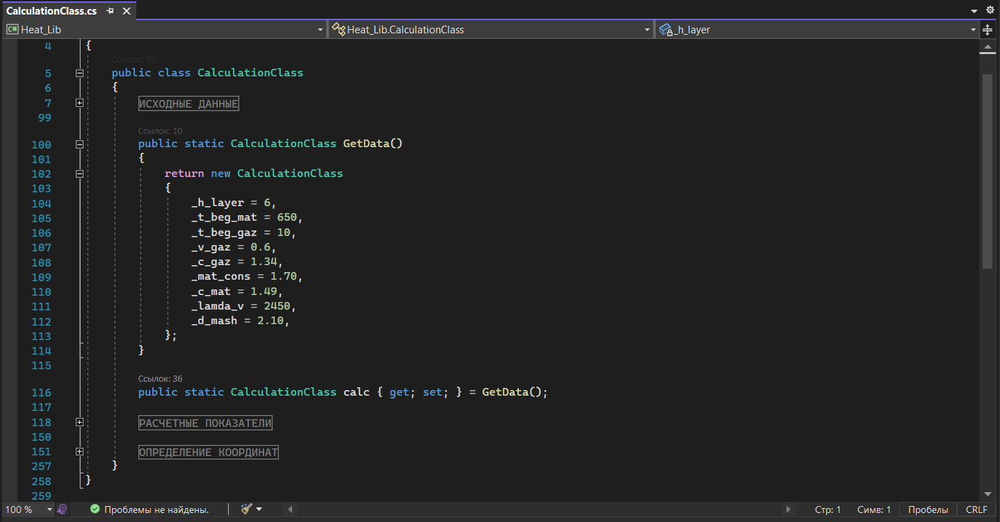 CalculationClass.cs
Heat_Lib
Heat_Lib.CalculationClass
_h_layer
4 {
Ссылок: 50
5 public class CalculationClass
6 {
7 ИСХОДНЫЕ ДАННЫЕ
99
Ссылок: 10
100 public static CalculationClass GetData()
101 {
102 return new CalculationClass
103 {
104 _h_layer = 6,
105 _t_beg_mat = 650,
106 _t_beg_gaz = 10,
107 _v_gaz = 0.6,
108 _c_gaz = 1.34,
109 _mat_cons = 1.70,
110 _c_mat = 1.49,
111 _lamda_v = 2450,
112 _d_mash = 2.10,
113 };
114 }
115
Ссылок: 36
116 public static CalculationClass calc { get; set; } = GetData();
117
118 РАСЧЕТНЫЕ ПОКАЗАТЕЛИ
150
151 ОПРЕДЕЛЕНИЕ КООРДИНАТ
257 }
258 }
259
100 %
Проблемы не найдены.
Стр: 1
Симв: 1
Пробелы
CRLF